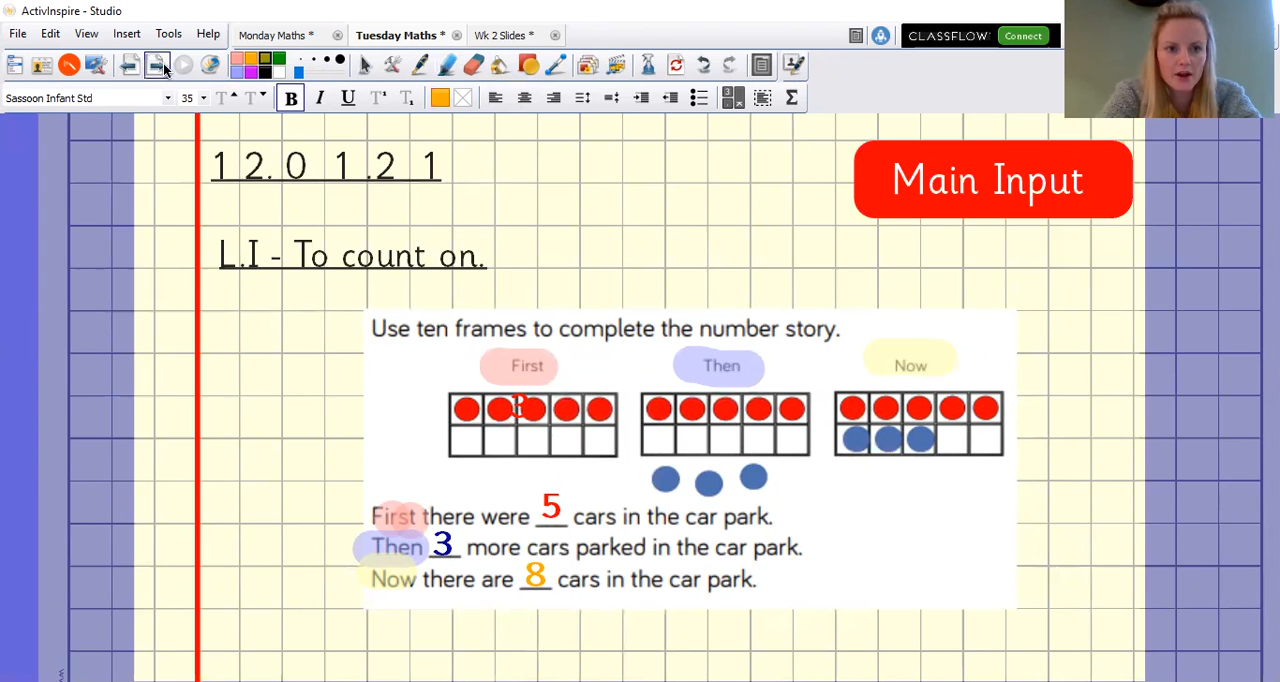 ActivInspire - Studio
File Edit View Insert Tools Help
Monday Maths * Tuesday Maths * Wk 2 Slides *
CLASSFLOW Connect
Sassoon Infant Std 35 B I U
12.01.21
Main Input
L.I - To count on.
Use ten frames to complete the number story.
First Then Now
3
First there were 5 cars in the car park.
Then 3 more cars parked in the car park.
Now there are 8 cars in the car park.